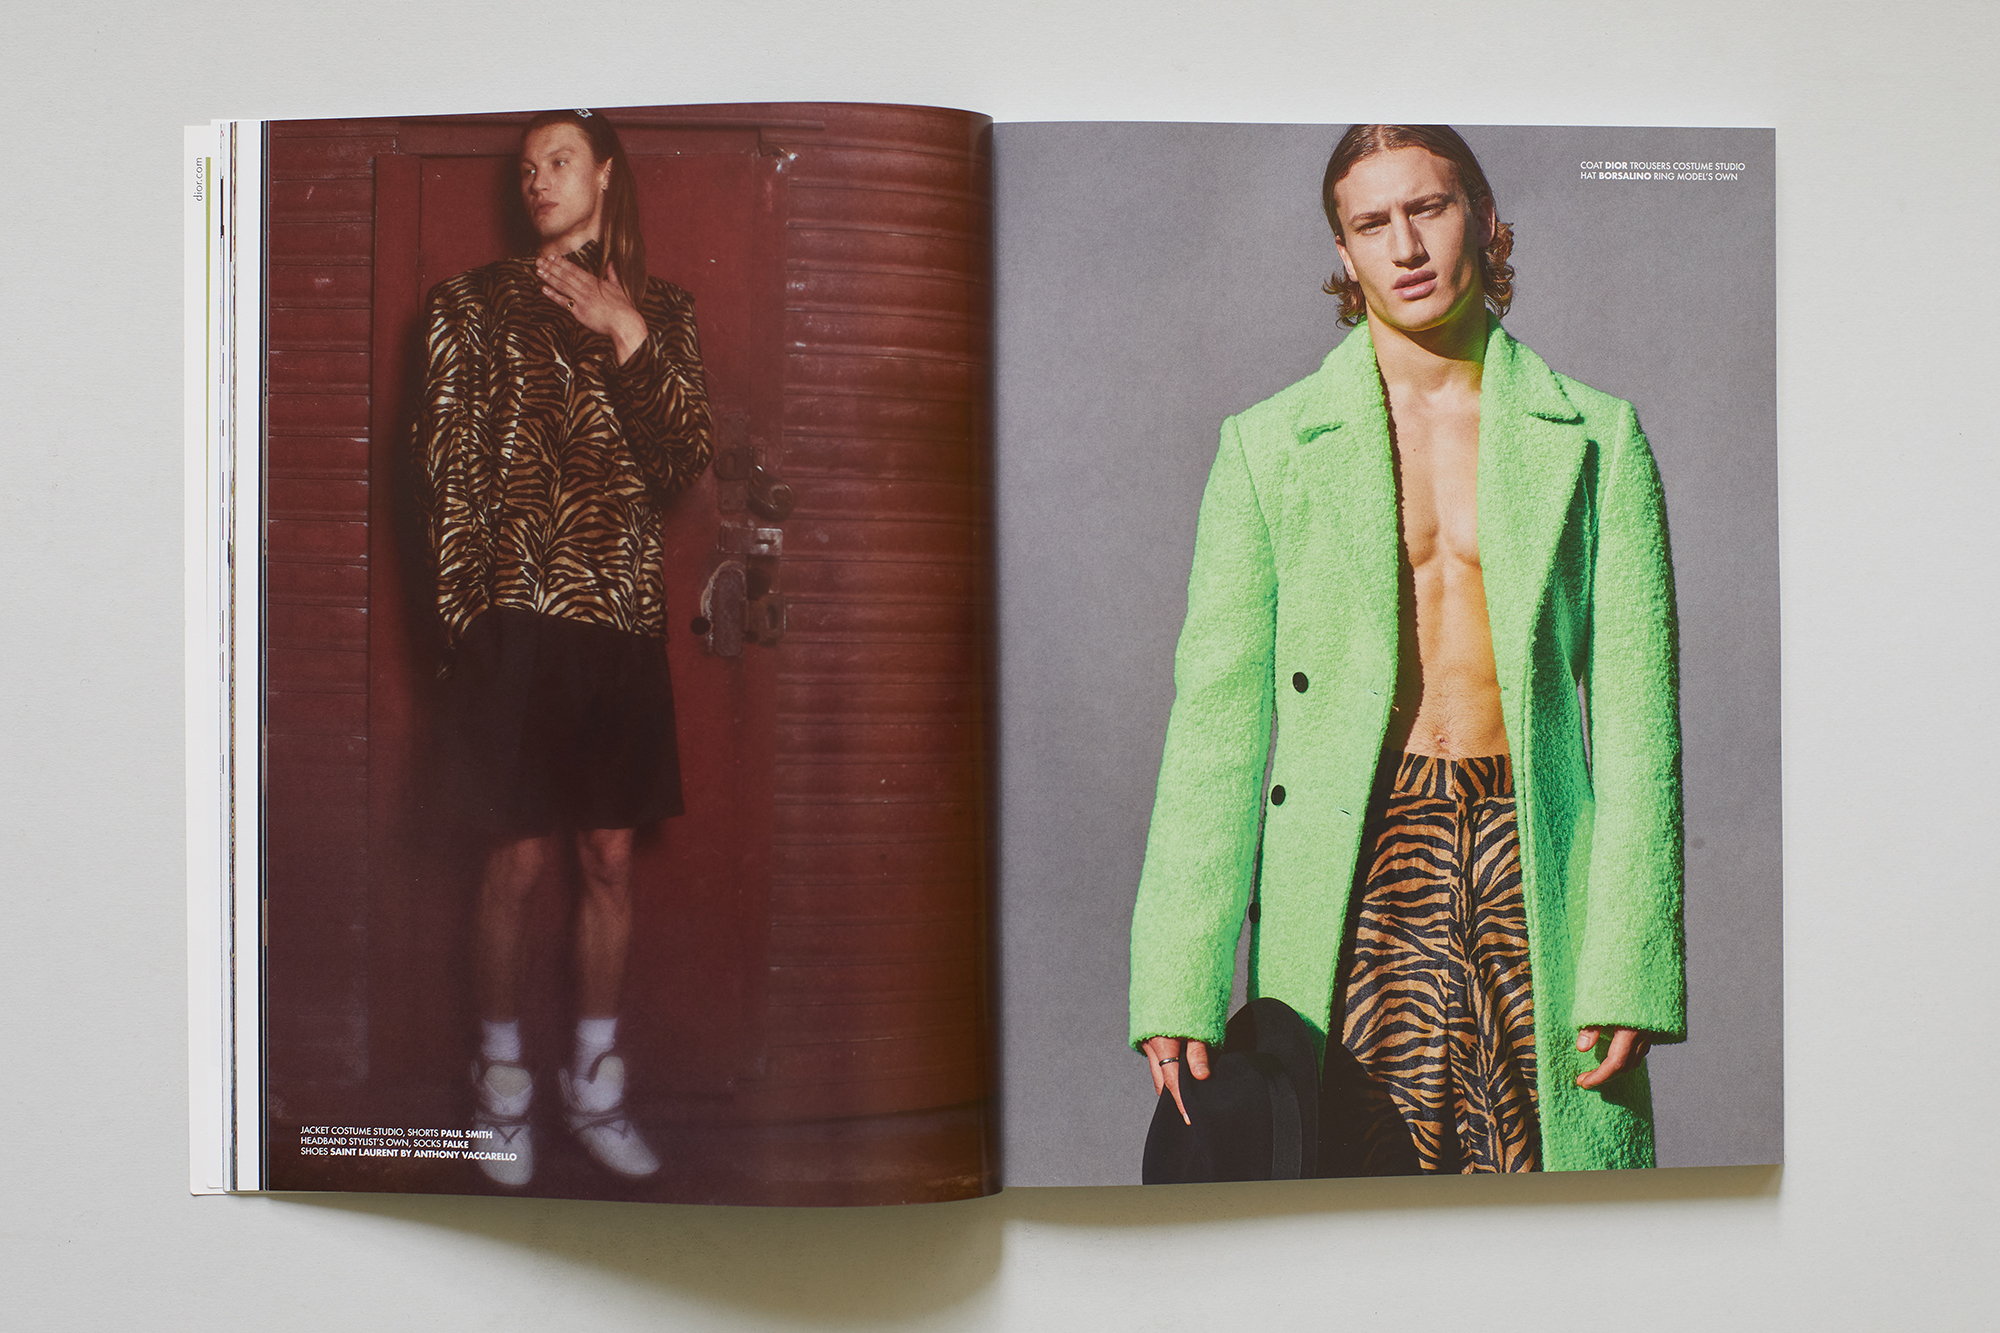 dior.com
JACKET COSTUME STUDIO, SHORTS PAUL SMITH
HEADBAND STYLIST'S OWN, SOCKS FALKE
SHOES SAINT LAURENT BY ANTHONY VACCARELLO
COAT DIOR TROUSERS COSTUME STUDIO
HAT BORSALINO RING MODEL'S OWN